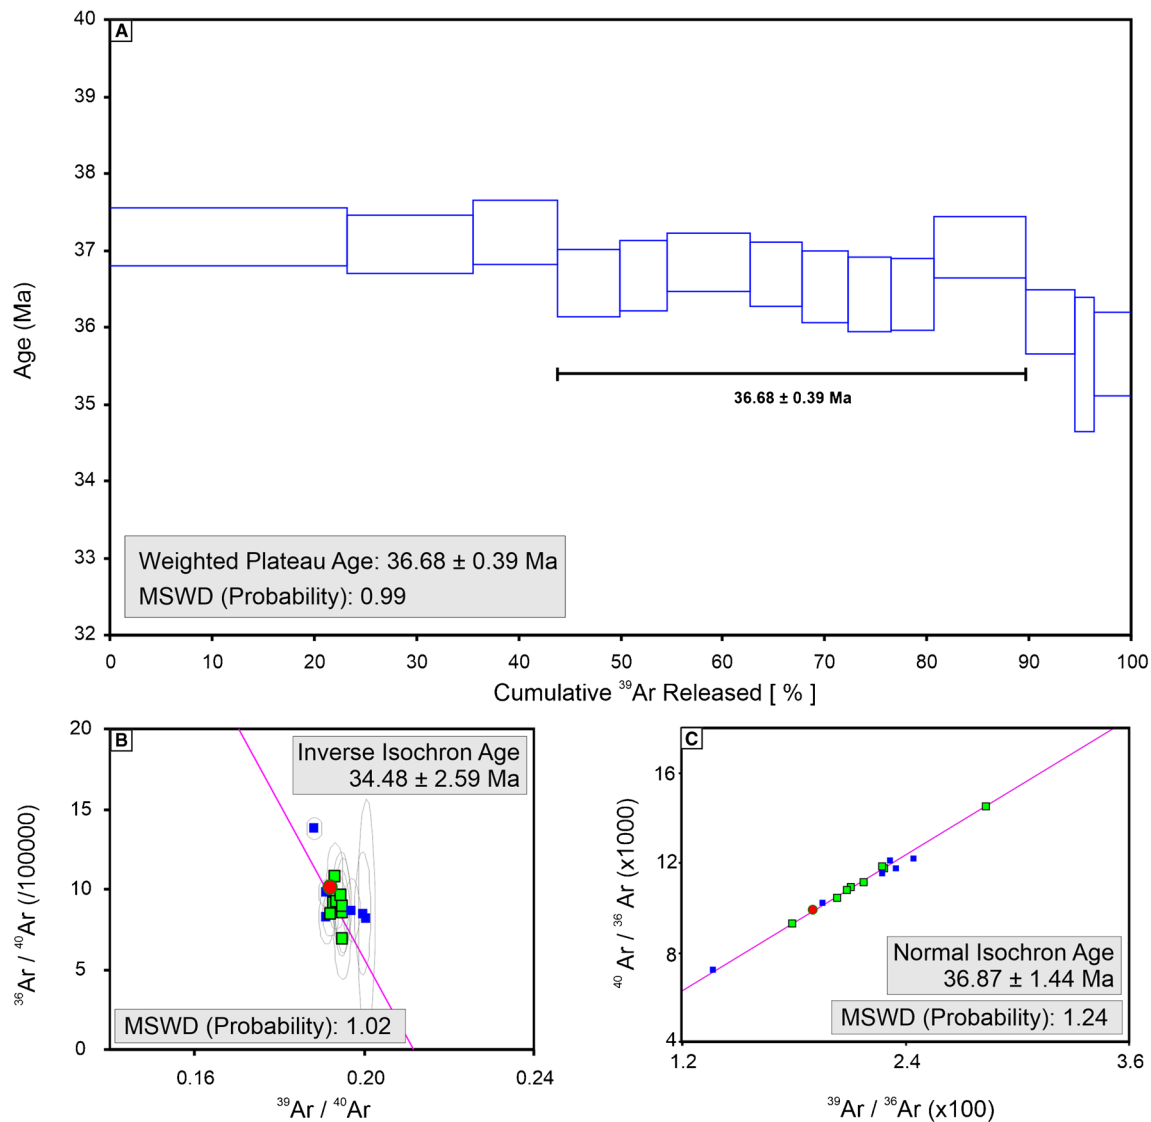 A
40
39
38
37
36
35
34
33
32
Age (Ma)
36.68 ± 0.39 Ma
Weighted Plateau Age: 36.68 ± 0.39 Ma
MSWD (Probability): 0.99
0 10 20 30 40 50 60 70 80 90 100
Cumulative ³⁹Ar Released [ % ]
B
20
15
10
5
0
³⁶Ar / ⁴⁰Ar (/100000)
Inverse Isochron Age
34.48 ± 2.59 Ma
MSWD (Probability): 1.02
0.16 0.20 0.24
³⁹Ar / ⁴⁰Ar
C
16
12
8
4
⁴⁰Ar / ³⁶Ar (x1000)
Normal Isochron Age
36.87 ± 1.44 Ma
MSWD (Probability): 1.24
1.2 2.4 3.6
³⁹Ar / ³⁶Ar (x100)